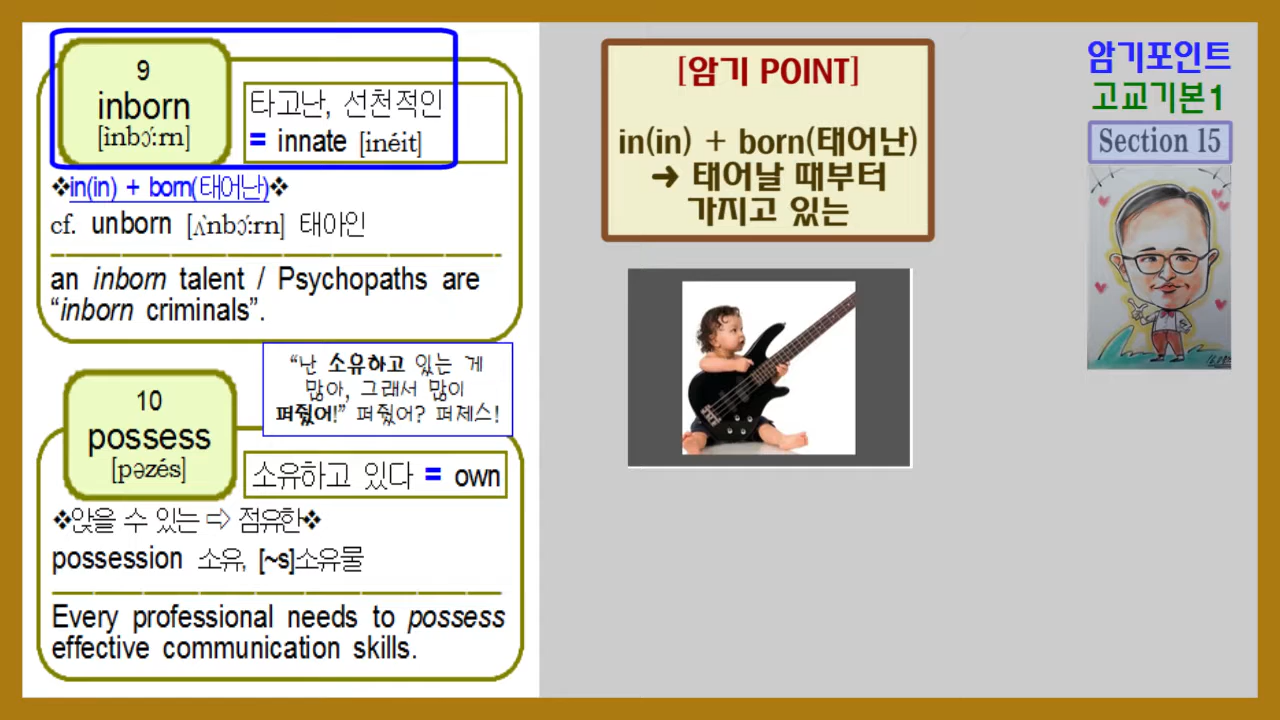 9
inborn
[ìnbɔ́ːrn]
타고난, 선천적인
= innate [inéit]
❖in(in) + born(태어난)❖
cf. unborn [ʌ̀nbɔ́ːrn] 태아인
an inborn talent / Psychopaths are
“inborn criminals”.
“난 소유하고 있는 게
많아, 그래서 많이
퍼줬어!” 퍼줬어? 퍼제스!
10
possess
[pəzés]
소유하고 있다 = own
❖앉을 수 있는 ⇨ 점유한❖
possession 소유, [~s]소유물
Every professional needs to possess
effective communication skills.
[암기 POINT]
in(in) + born(태어난)
➜ 태어날 때부터
가지고 있는
암기포인트
고교기본1
Section 15